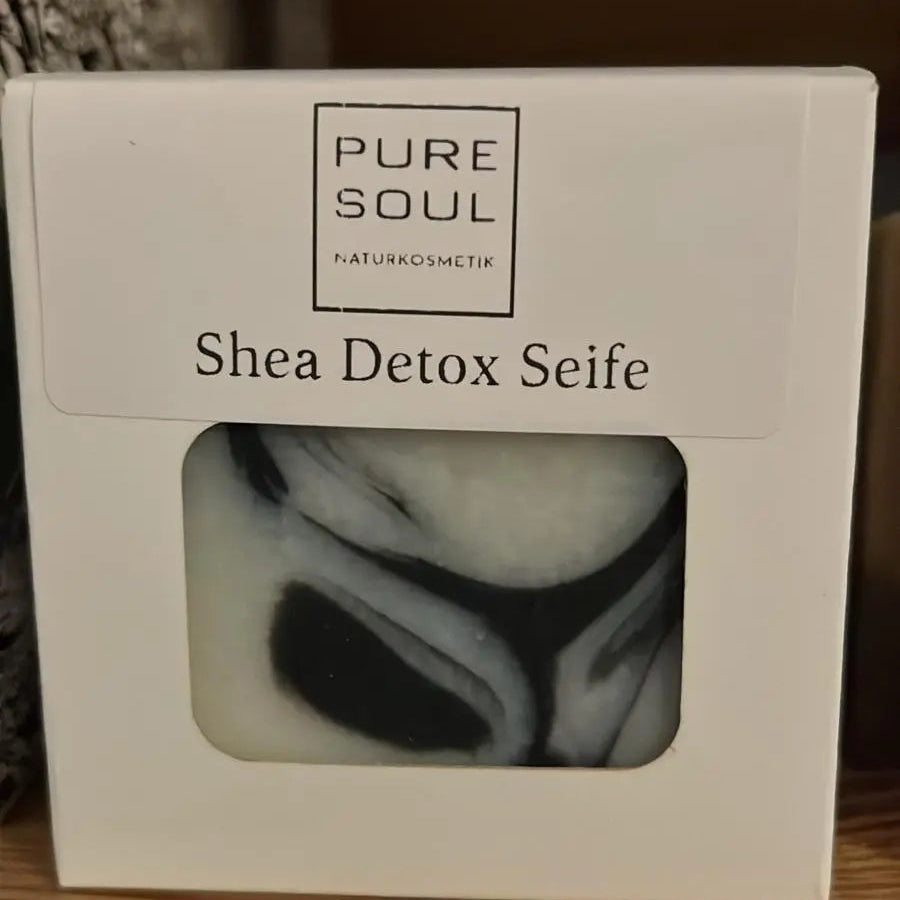 PURE
SOUL
NATURKOSMETIK
Shea Detox Seife